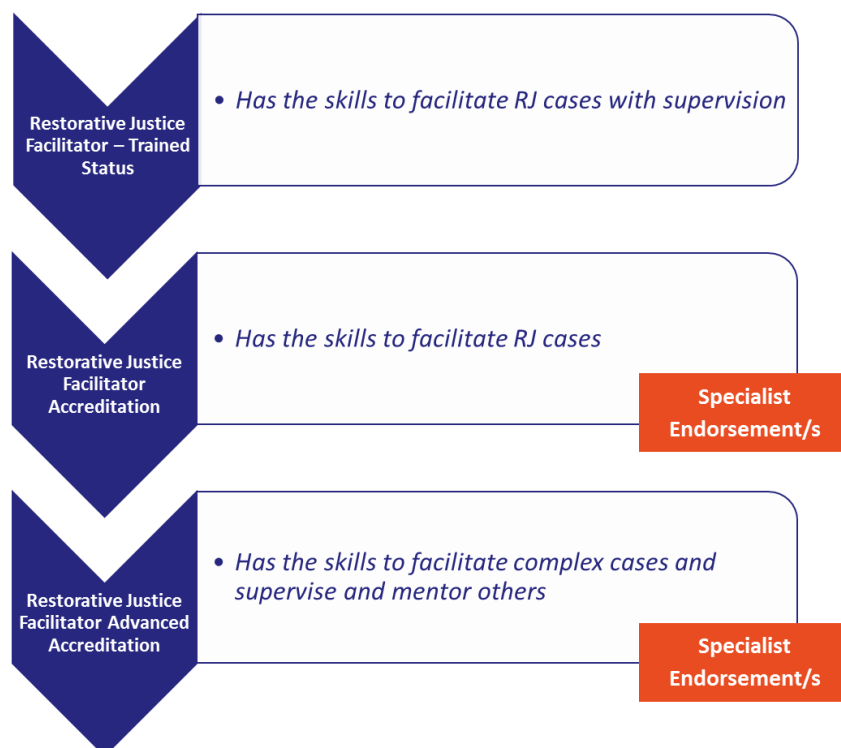 Restorative Justice
Facilitator – Trained
Status
• Has the skills to facilitate RJ cases with supervision
Restorative Justice
Facilitator
Accreditation
• Has the skills to facilitate RJ cases
Specialist
Endorsement/s
Restorative Justice
Facilitator Advanced
Accreditation
• Has the skills to facilitate complex cases and
supervise and mentor others
Specialist
Endorsement/s